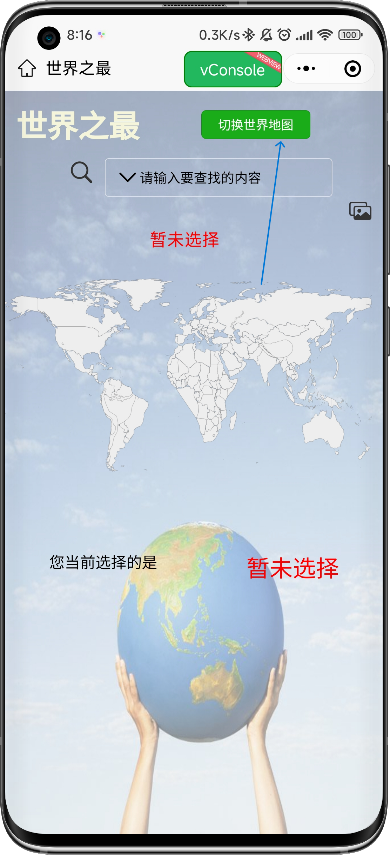 8:16
0.3K/s
100
世界之最
vConsole
WEBVIEW
世界之最
切换世界地图
请输入要查找的内容
暂未选择
您当前选择的是
暂未选择